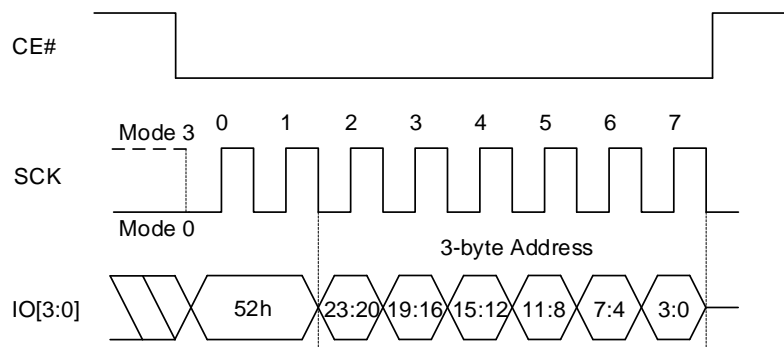 CE#
0 1 2 3 4 5 6 7
Mode 3
SCK
Mode 0
3-byte Address
IO[3:0]
52h 23:20 19:16 15:12 11:8 7:4 3:0